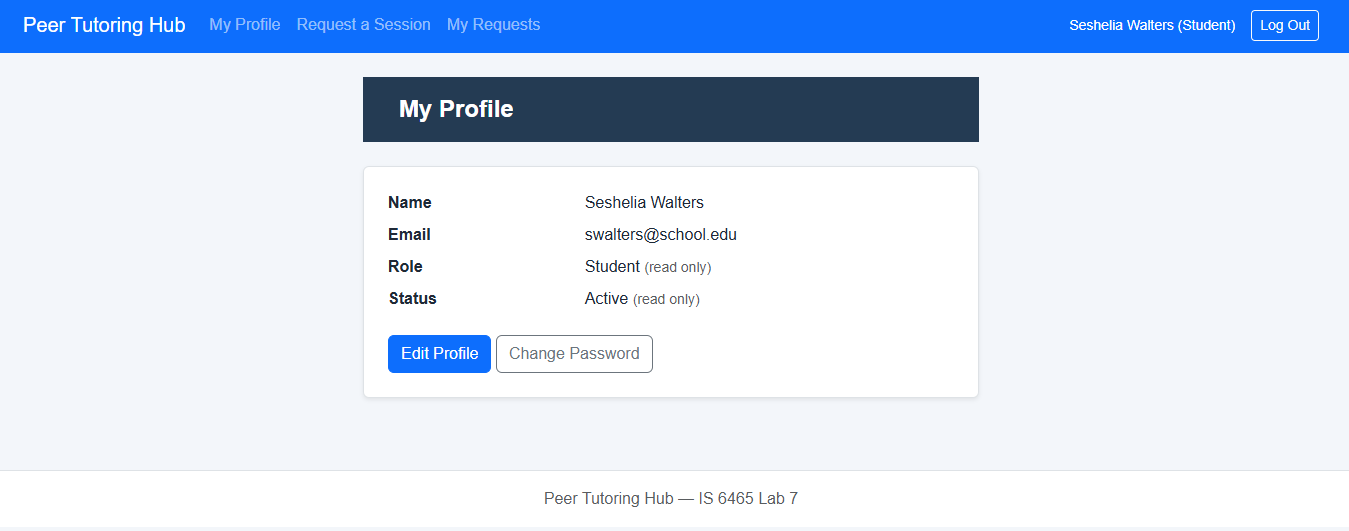 Peer Tutoring Hub My Profile Request a Session My Requests Seshelia Walters (Student) Log Out
My Profile
Name Seshelia Walters
Email swalters@school.edu
Role Student (read only)
Status Active (read only)
Edit Profile Change Password
Peer Tutoring Hub — IS 6465 Lab 7